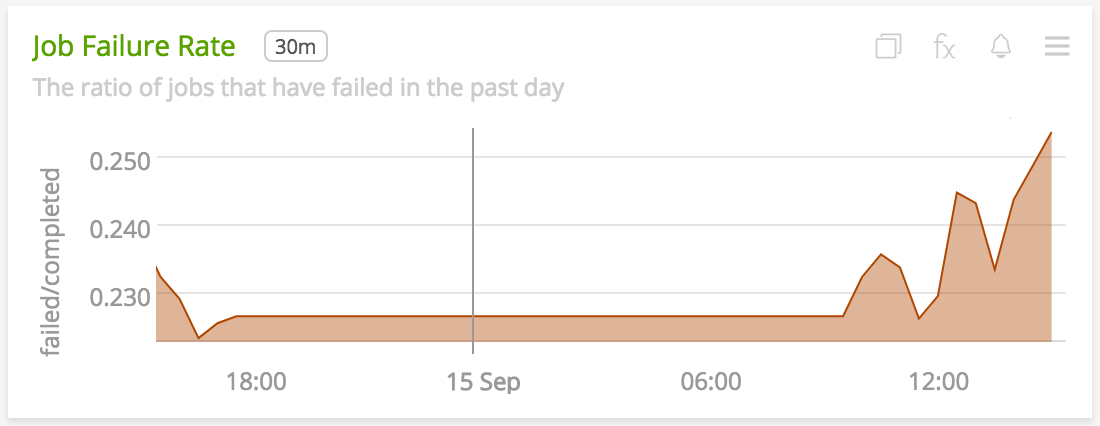 Job Failure Rate 30m
The ratio of jobs that have failed in the past day
failed/completed
0.250
0.240
0.230
18:00 15 Sep 06:00 12:00